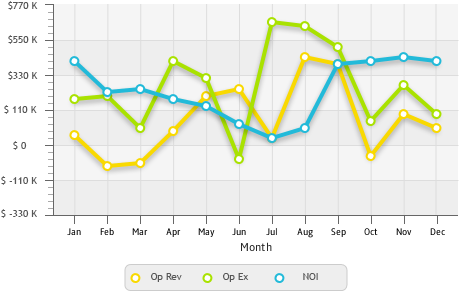 $770 K
$550 K
$330 K
$ 110 K
$ 0
$ -110 K
$ -330 K
Jan Feb Mar Apr May Jun Jul Aug Sep Oct Nov Dec
Month
Op Rev Op Ex NOI